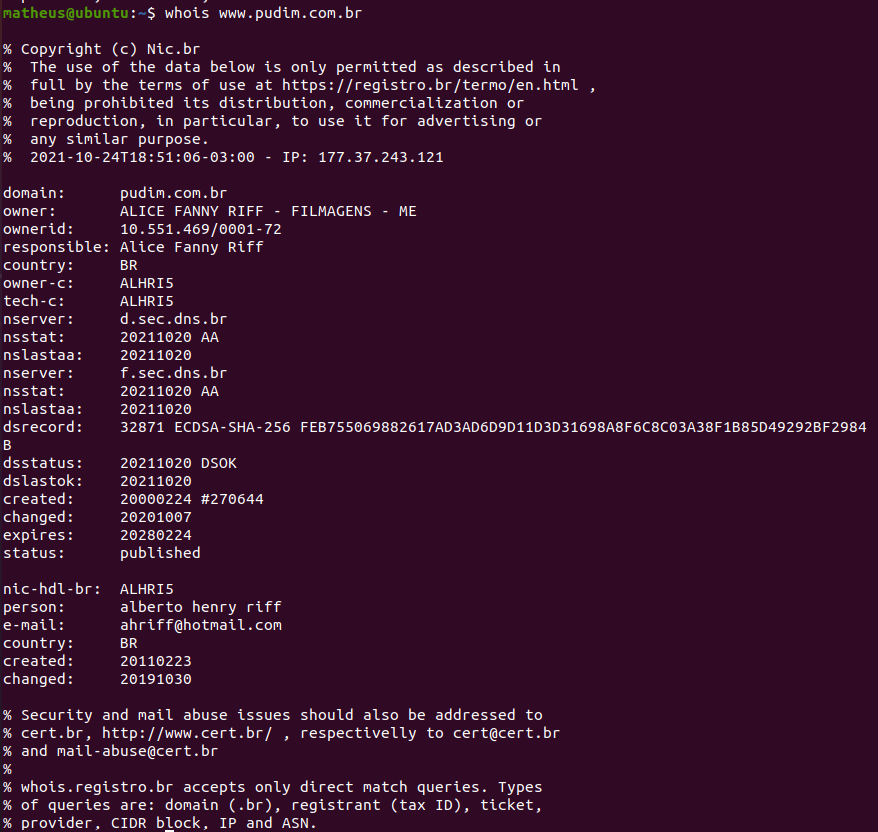 matheus@ubuntu:~$ whois www.pudim.com.br

% Copyright (c) Nic.br
%  The use of the data below is only permitted as described in
%  full by the terms of use at https://registro.br/termo/en.html ,
%  being prohibited its distribution, commercialization or
%  reproduction, in particular, to use it for advertising or
%  any similar purpose.
%  2021-10-24T18:51:06-03:00 - IP: 177.37.243.121

domain:      pudim.com.br
owner:       ALICE FANNY RIFF - FILMAGENS - ME
ownerid:     10.551.469/0001-72
responsible: Alice Fanny Riff
country:     BR
owner-c:     ALHRI5
tech-c:      ALHRI5
nserver:     d.sec.dns.br
nsstat:      20211020 AA
nslastaa:    20211020
nserver:     f.sec.dns.br
nsstat:      20211020 AA
nslastaa:    20211020
dsrecord:    32871 ECDSA-SHA-256 FEB755069882617AD3AD6D9D11D3D31698A8F6C8C03A38F1B85D49292BF2984
B
dsstatus:    20211020 DSOK
dslastok:    20211020
created:     20000224 #270644
changed:     20201007
expires:     20280224
status:      published

nic-hdl-br:  ALHRI5
person:      alberto henry riff
e-mail:      ahriff@hotmail.com
country:     BR
created:     20110223
changed:     20191030

% Security and mail abuse issues should also be addressed to
% cert.br, http://www.cert.br/ , respectivelly to cert@cert.br
% and mail-abuse@cert.br
%
% whois.registro.br accepts only direct match queries. Types
% of queries are: domain (.br), registrant (tax ID), ticket,
% provider, CIDR block, IP and ASN.